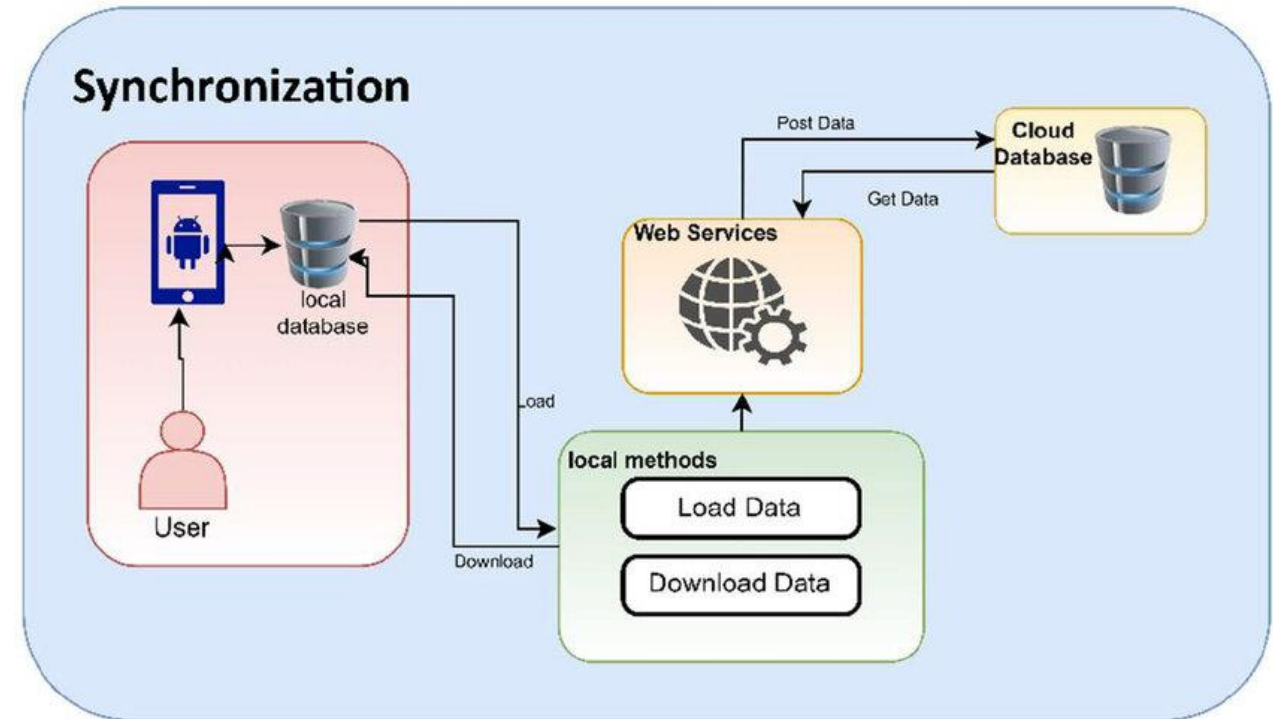 Synchronization
Post Data
Cloud
Database
Get Data
Web Services
local
database
Load
local methods
Load Data
User
Download
Download Data